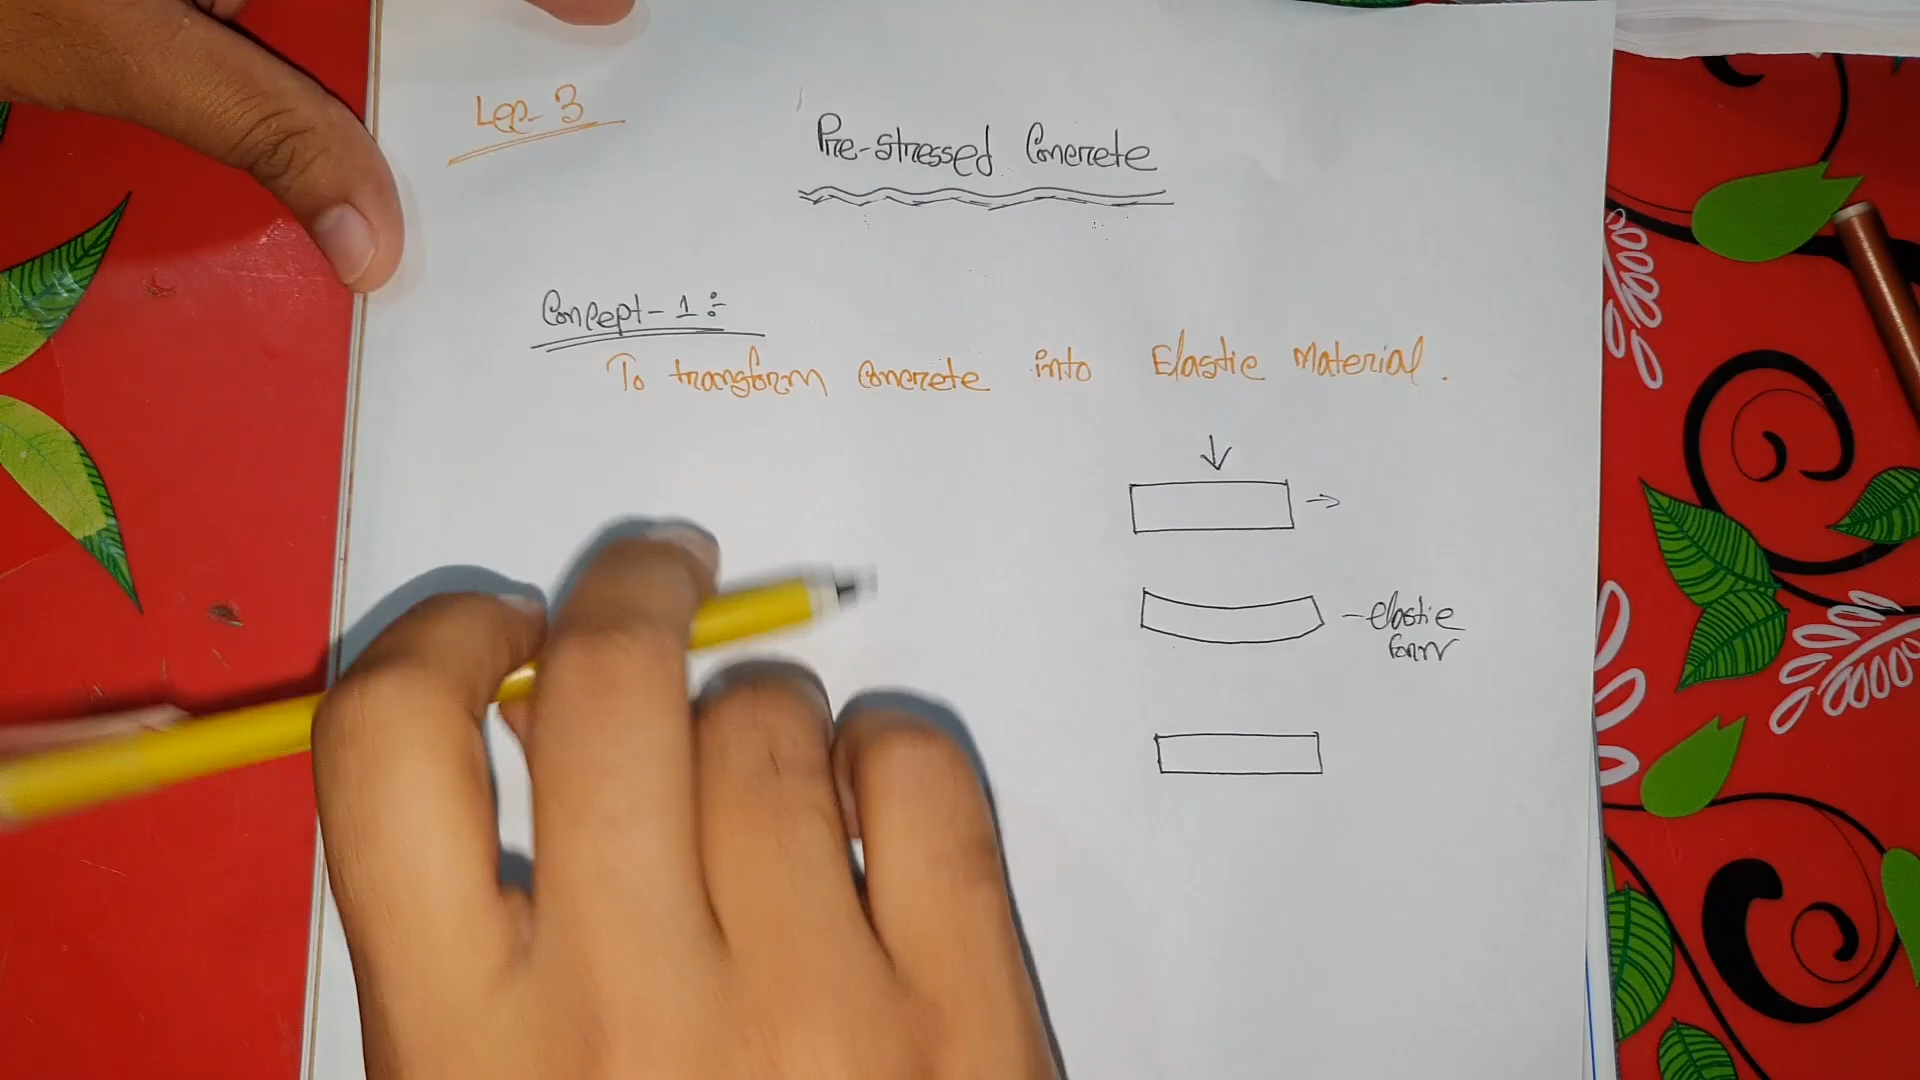 Lec-3
Pre-stressed Concrete
Concept-1:
To transform concrete into Elastic Material.
-elastic
form